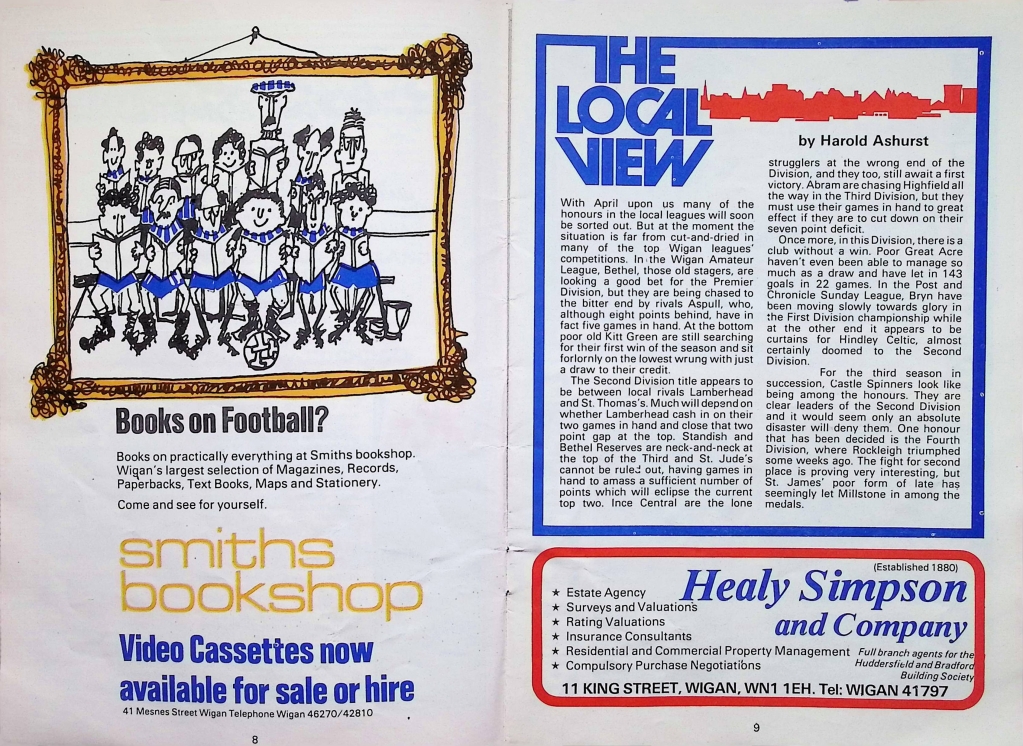 Books on Football?
Books on practically everything at Smiths bookshop.
Wigan's largest selection of Magazines, Records,
Paperbacks, Text Books, Maps and Stationery.
Come and see for yourself.
smiths
bookshop
Video Cassettes now
available for sale or hire
41 Mesnes Street Wigan Telephone Wigan 46270/42810
8
THE
LOCAL
VIEW
by Harold Ashurst
With April upon us many of the
honours in the local leagues will soon
be sorted out. But at the moment the
situation is far from cut-and-dried in
many of the top Wigan leagues'
competitions. In the Wigan Amateur
League, Bethel, those old stagers, are
looking a good bet for the Premier
Division, but they are being chased to
the bitter end by rivals Aspull, who,
although eight points behind, have in
fact five games in hand. At the bottom
poor old Kitt Green are still searching
for their first win of the season and sit
forlornly on the lowest wrung with just
a draw to their credit.
The Second Division title appears to
be between local rivals Lamberhead
and St. Thomas's. Much will depend on
whether Lamberhead cash in on their
two games in hand and close that two
point gap at the top. Standish and
Bethel Reserves are neck-and-neck at
the top of the Third and St. Jude's
cannot be ruled out, having games in
hand to amass a sufficient number of
points which will eclipse the current
top two. Ince Central are the lone
strugglers at the wrong end of the
Division, and they too, still await a first
victory. Abram are chasing Highfield all
the way in the Third Division, but they
must use their games in hand to great
effect if they are to cut down on their
seven point deficit.
Once more, in this Division, there is a
club without a win. Poor Great Acre
haven't even been able to manage so
much as a draw and have let in 143
goals in 22 games. In the Post and
Chronicle Sunday League, Bryn have
been moving slowly towards glory in
the First Division championship while
at the other end it appears to be
curtains for Hindley Celtic, almost
certainly doomed to the Second
Division.
For the third season in
succession, Castle Spinners look like
being among the honours. They are
clear leaders of the Second Division
and it would seem only an absolute
disaster will deny them. One honour
that has been decided is the Fourth
Division, where Rockleigh triumphed
some weeks ago. The fight for second
place is proving very interesting, but
St. James' poor form of late has
seemingly let Millstone in among the
medals.
(Established 1880)
Healy Simpson
and Company
★ Estate Agency
★ Surveys and Valuations
★ Rating Valuations
★ Insurance Consultants
★ Residential and Commercial Property Management
★ Compulsory Purchase Negotiations
Full branch agents for the
Huddersfield and Bradford
Building Society
11 KING STREET, WIGAN, WN1 1EH. Tel: WIGAN 41797
9